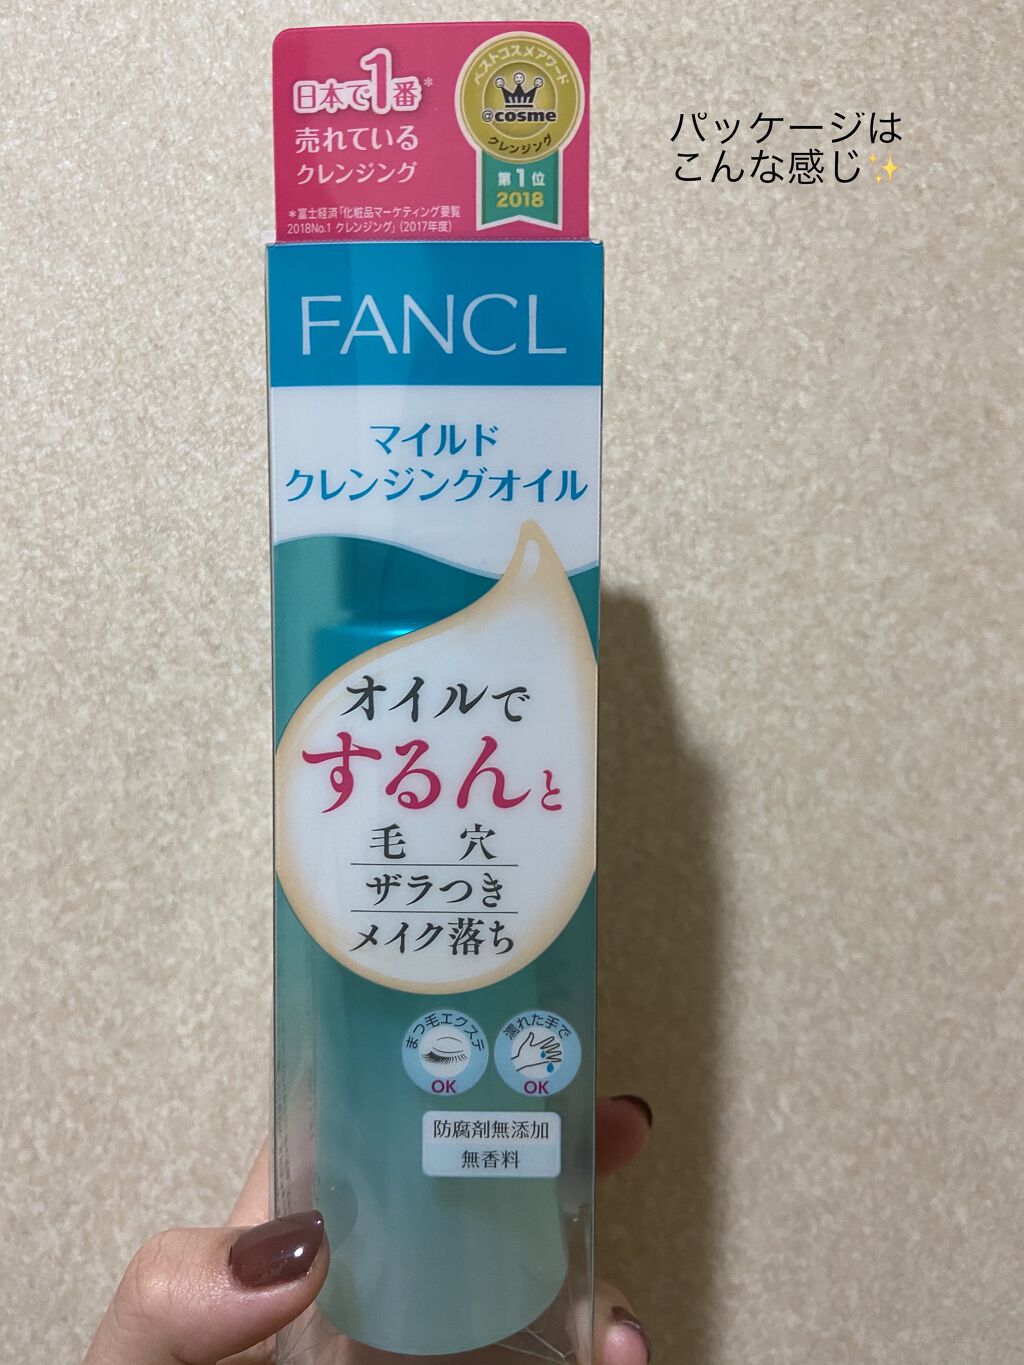 日本で1番*
売れている
クレンジング
*富士経済「化粧品マーケティング要覧
2018No.1 クレンジング」(2017年度)
ベストコスメアワード
@cosme
クレンジング
第1位
2018
パッケージは
こんな感じ✨
FANCL
マイルド
クレンジングオイル
オイルで
するんと
毛穴
ザラつき
メイク落ち
まつ毛エクステ
OK
濡れた手で
OK
防腐剤無添加
無香料